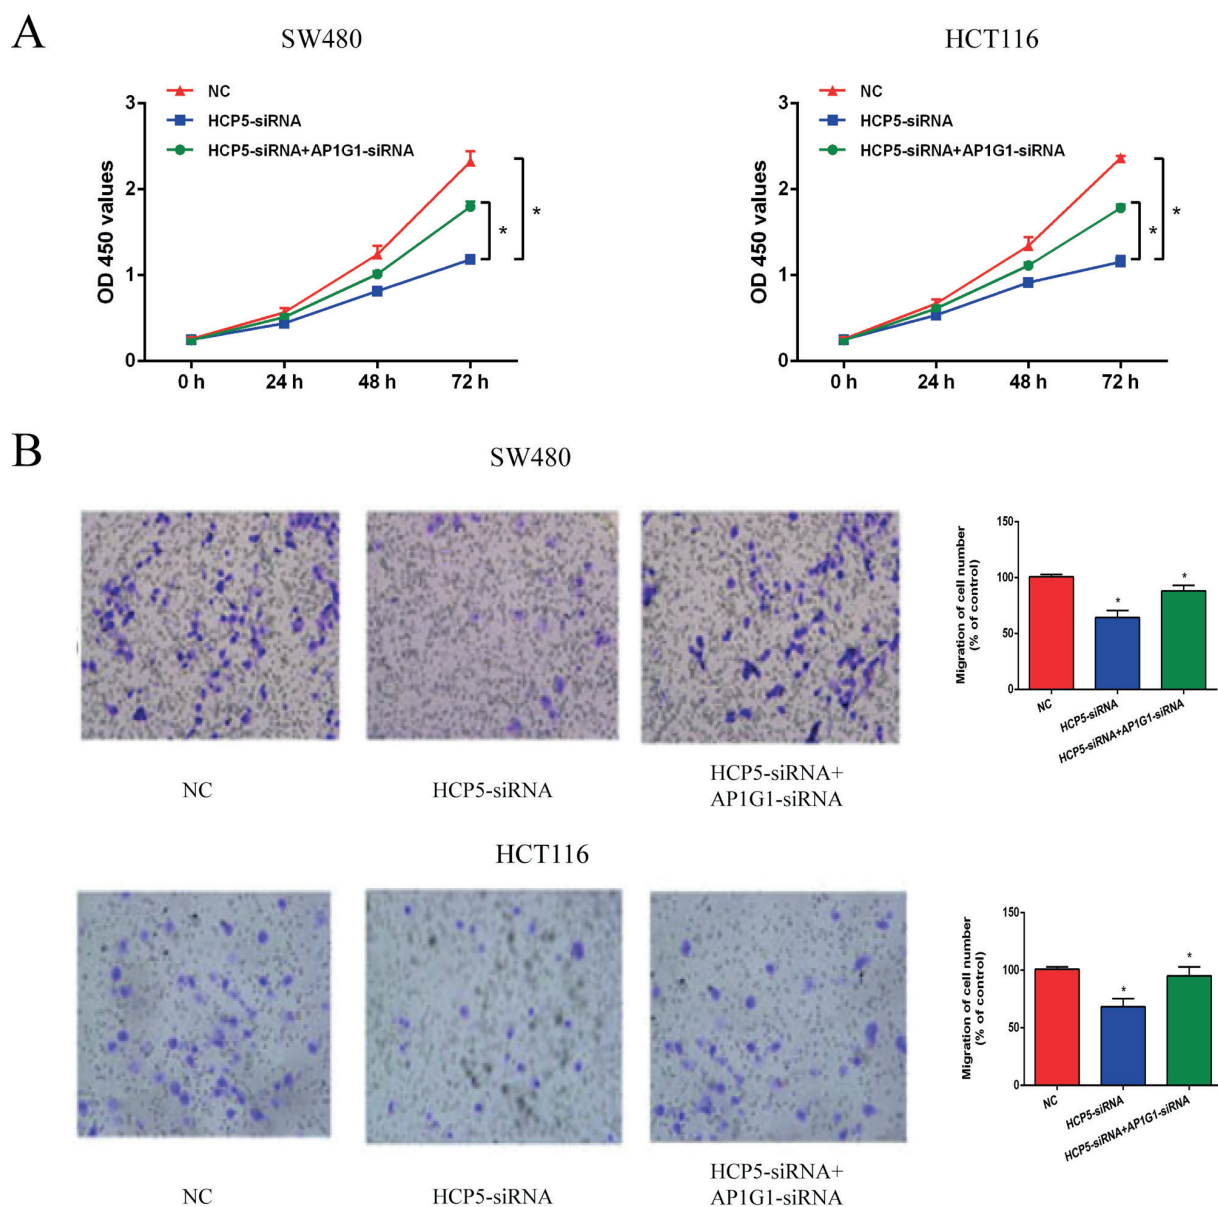 A
SW480
NC
HCP5-siRNA
HCP5-siRNA+AP1G1-siRNA
OD 450 values
3
2
1
0
0 h
24 h
48 h
72 h
*
*
HCT116
NC
HCP5-siRNA
HCP5-siRNA+AP1G1-siRNA
OD 450 values
3
2
1
0
0 h
24 h
48 h
72 h
*
*
B
SW480
NC
HCP5-siRNA
HCP5-siRNA+
AP1G1-siRNA
Migration of cell number
(% of control)
150
100
50
0
*
*
NC
HCP5-siRNA
HCP5-siRNA+AP1G1-siRNA
HCT116
NC
HCP5-siRNA
HCP5-siRNA+
AP1G1-siRNA
Migration of cell number
(% of control)
150
100
50
0
*
*
NC
HCP5-siRNA
HCP5-siRNA+AP1G1-siRNA